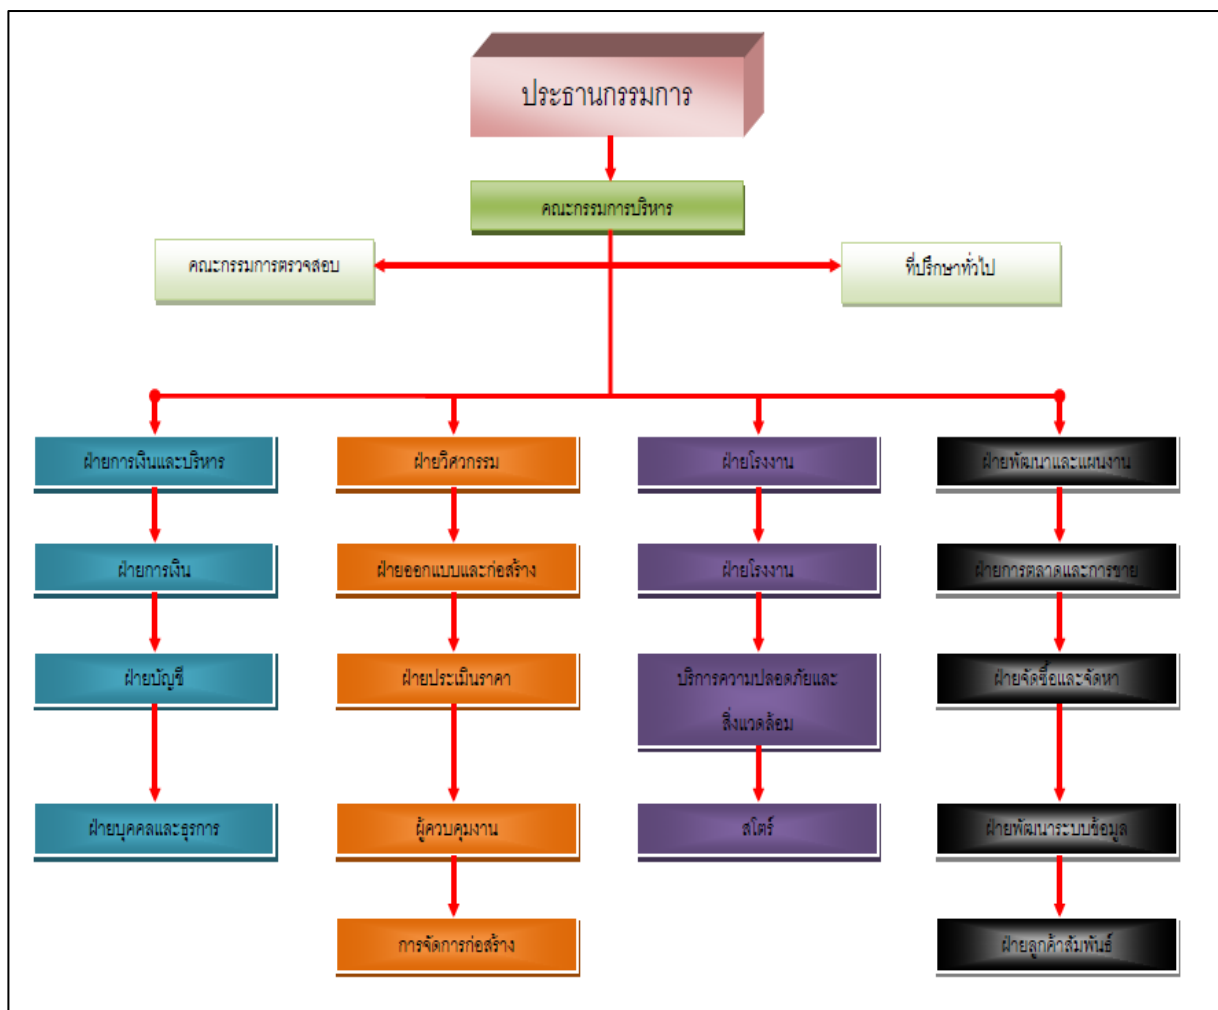 ประธานกรรมการ
คณะกรรมการบริหาร
คณะกรรมการตรวจสอบ
ที่ปรึกษาทั่วไป
ฝ่ายการเงินและบริหาร
ฝ่ายวิศวกรรม
ฝ่ายโรงงาน
ฝ่ายพัฒนาและแผนงาน
ฝ่ายการเงิน
ฝ่ายออกแบบและก่อสร้าง
ฝ่ายโรงงาน
ฝ่ายการตลาดและการขาย
ฝ่ายบัญชี
ฝ่ายประเมินราคา
บริการความปลอดภัยและ
สิ่งแวดล้อม
ฝ่ายจัดซื้อและจัดหา
ฝ่ายบุคคลและธุรการ
ผู้ควบคุมงาน
สโตร์
ฝ่ายพัฒนาระบบข้อมูล
การจัดการก่อสร้าง
ฝ่ายลูกค้าสัมพันธ์